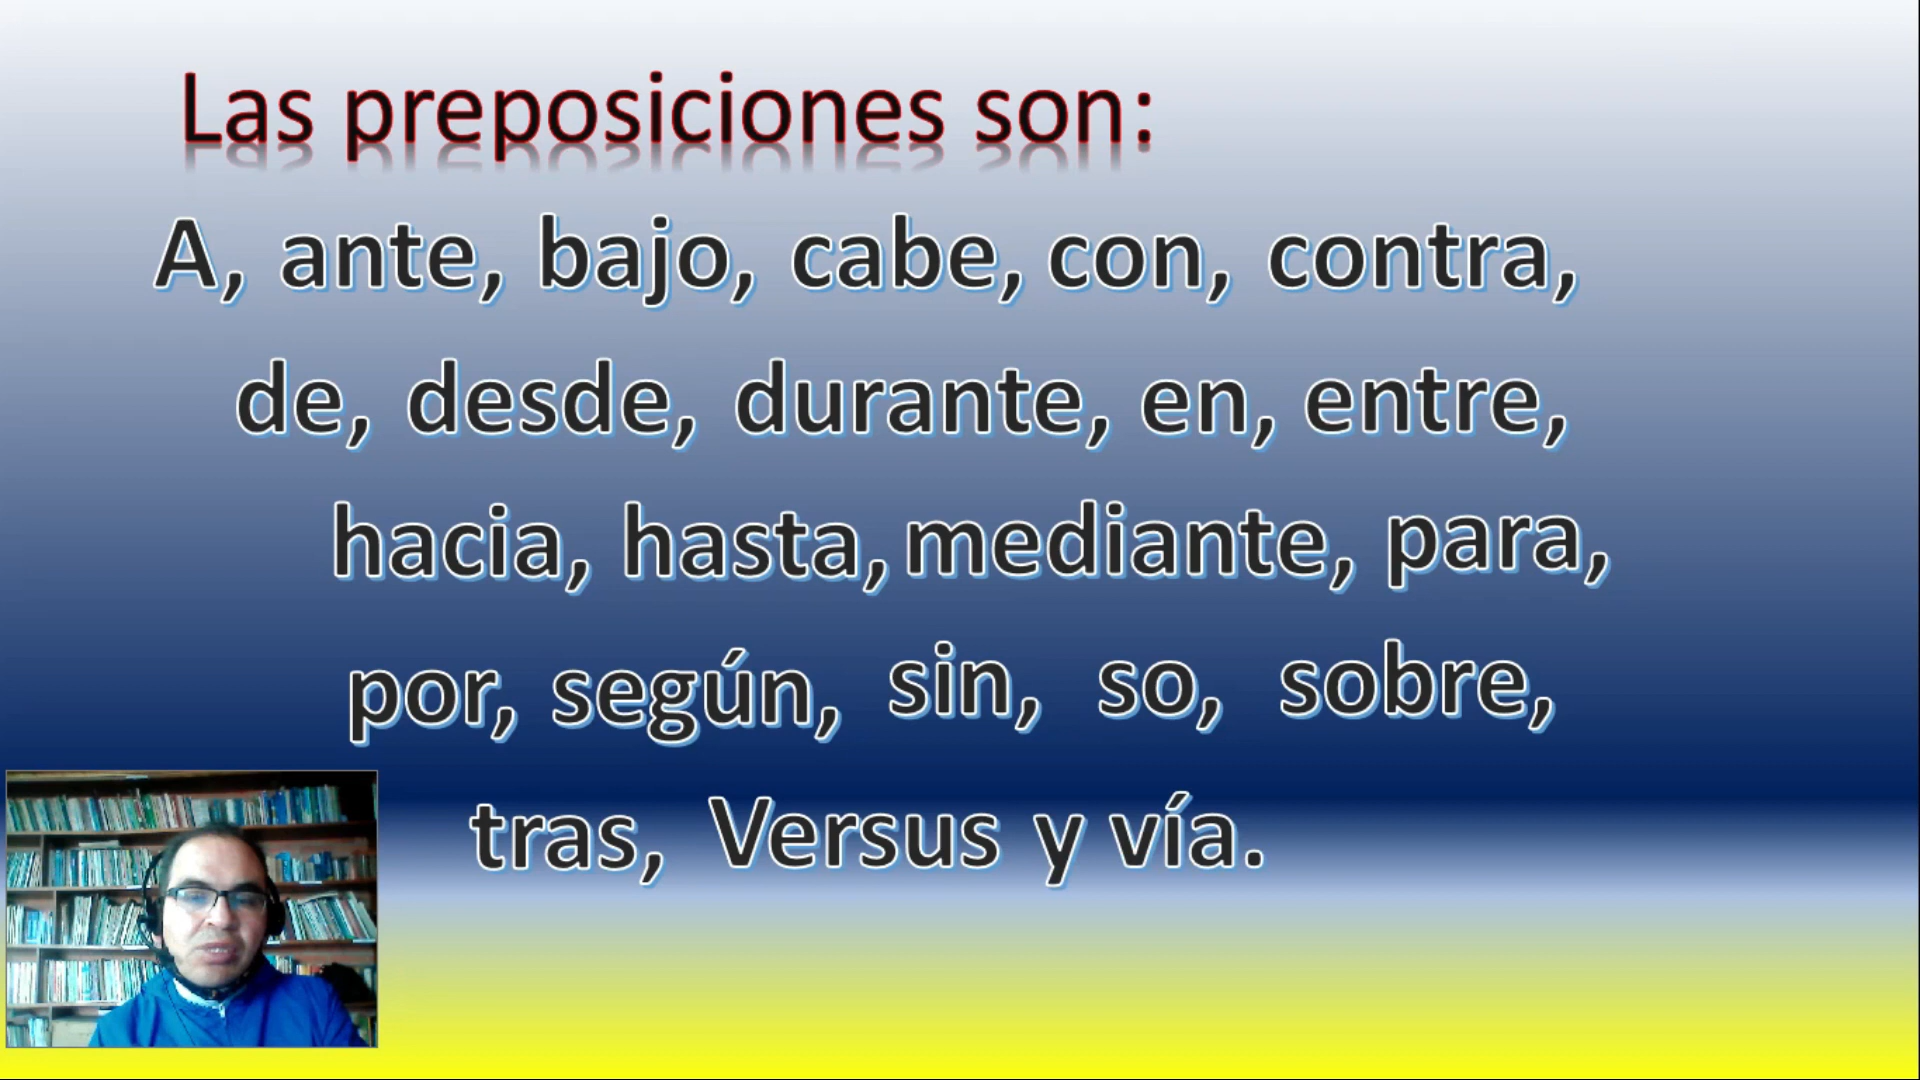 Las preposiciones son:
A, ante, bajo, cabe, con, contra,
de, desde, durante, en, entre,
hacia, hasta, mediante, para,
por, según, sin, so, sobre,
tras, Versus y vía.